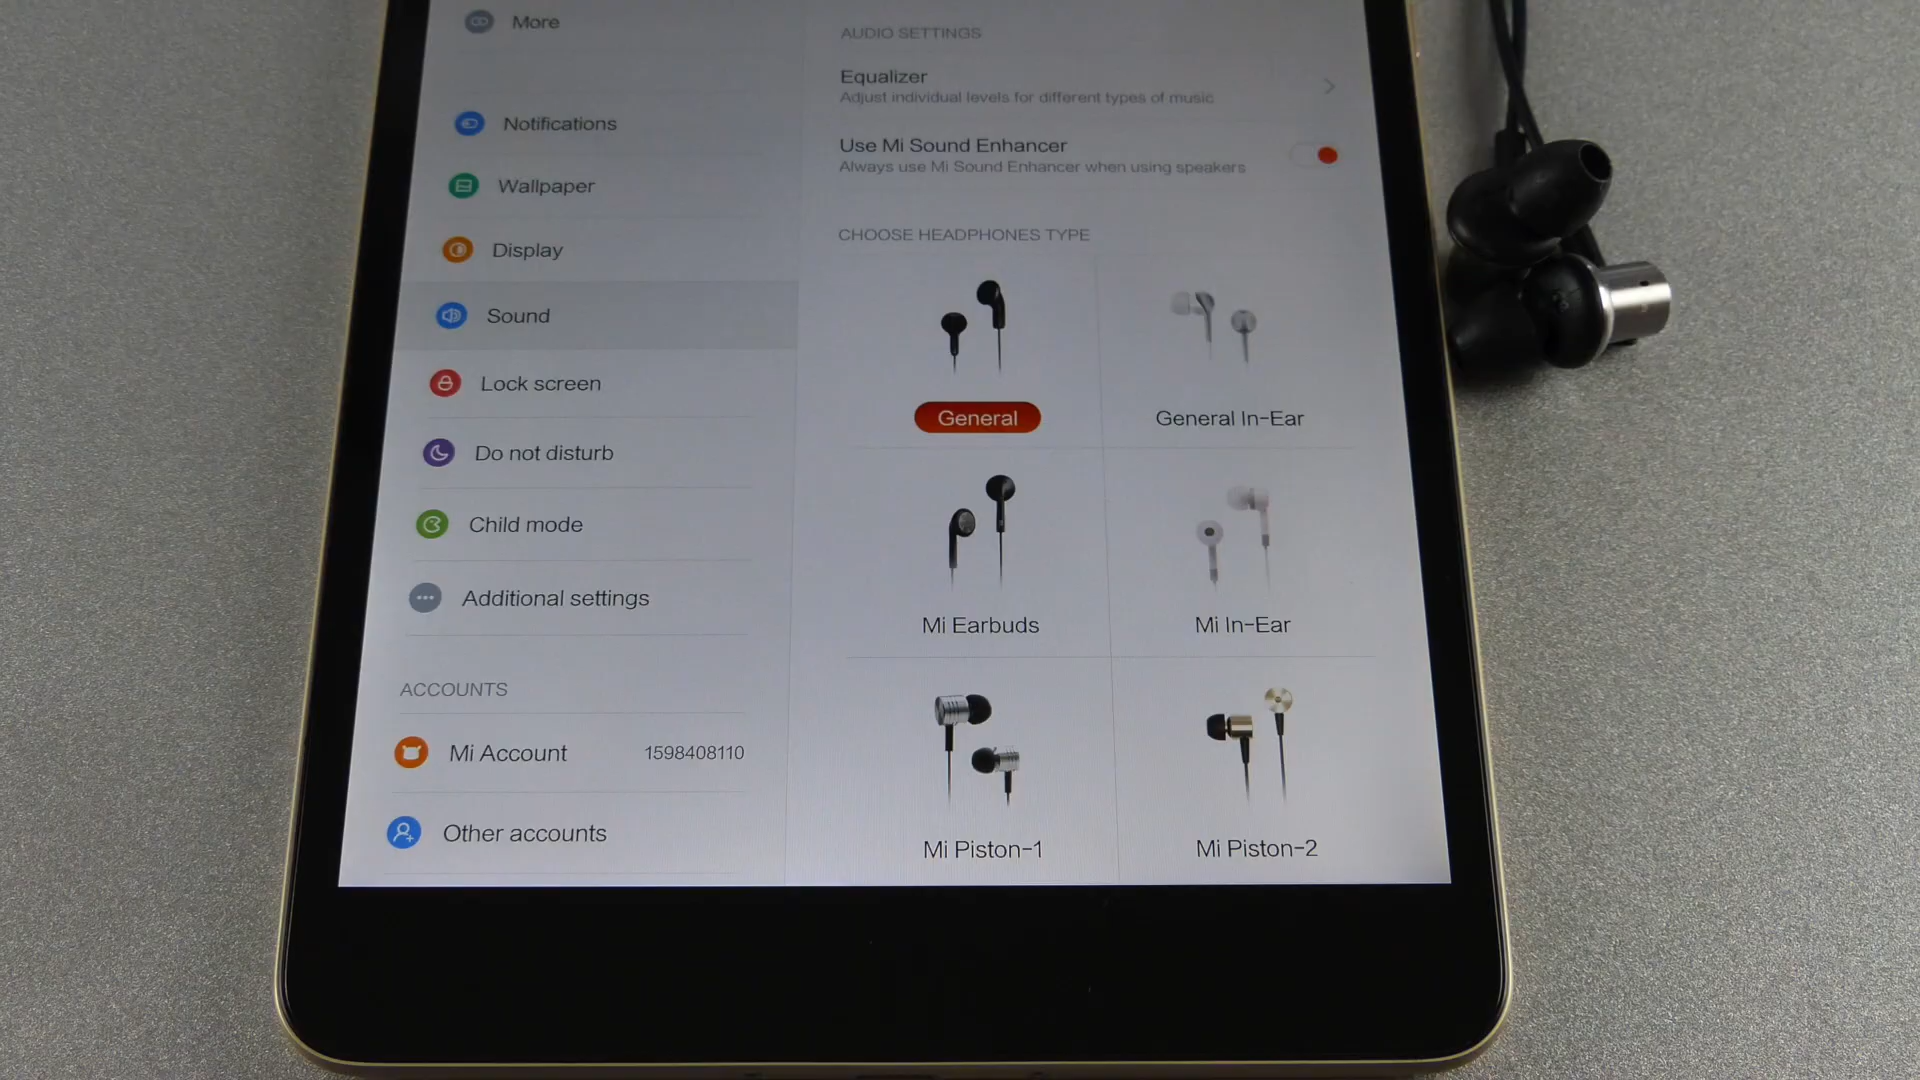 More
Notifications
Wallpaper
Display
Sound
Lock screen
Do not disturb
Child mode
Additional settings
ACCOUNTS
Mi Account 1598408110
Other accounts
AUDIO SETTINGS
Equalizer
Adjust individual levels for different types of music
Use Mi Sound Enhancer
Always use Mi Sound Enhancer when using speakers
CHOOSE HEADPHONES TYPE
General
General In-Ear
Mi Earbuds
Mi In-Ear
Mi Piston-1
Mi Piston-2